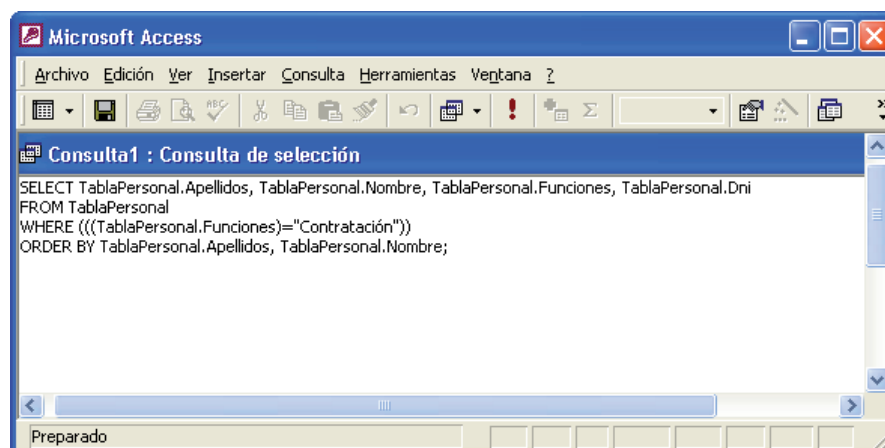 Microsoft Access
Archivo Edición Ver Insertar Consulta Herramientas Ventana ?
Consulta1 : Consulta de selección
SELECT TablaPersonal.Apellidos, TablaPersonal.Nombre, TablaPersonal.Funciones, TablaPersonal.Dni
FROM TablaPersonal
WHERE (((TablaPersonal.Funciones)="Contratación"))
ORDER BY TablaPersonal.Apellidos, TablaPersonal.Nombre;
Preparado